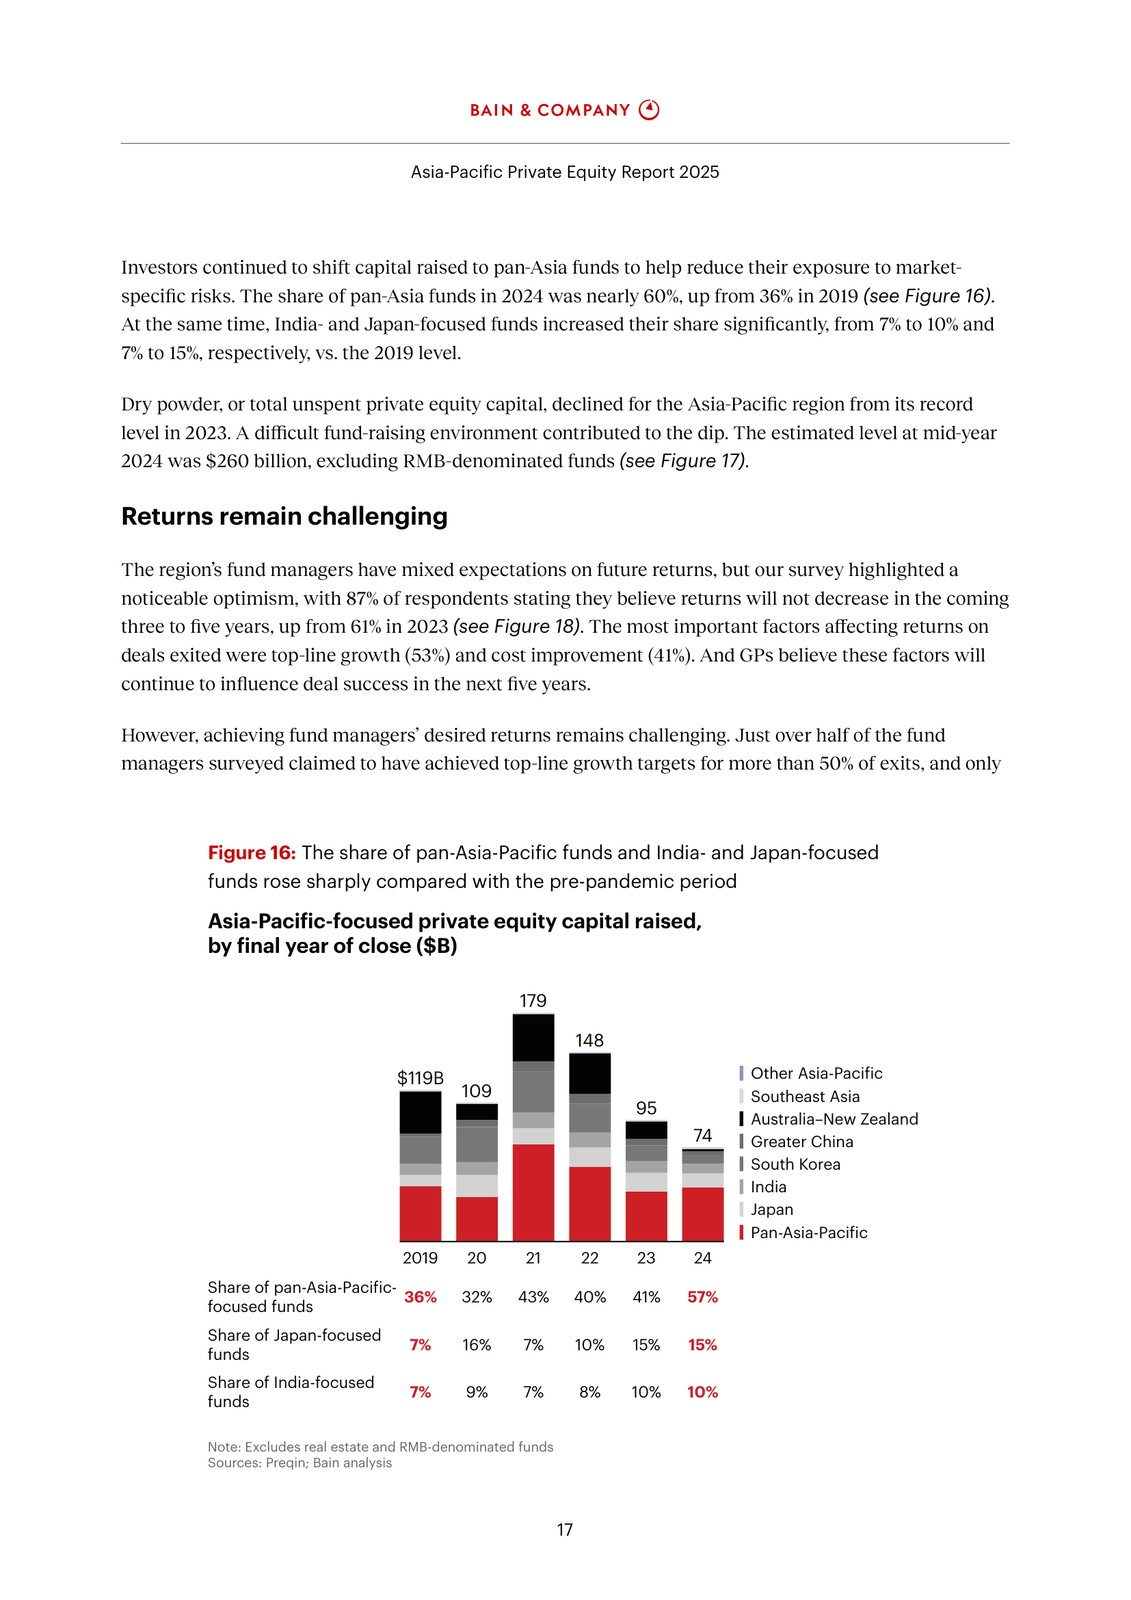 BAIN & COMPANY
Asia-Pacific Private Equity Report 2025
Investors continued to shift capital raised to pan-Asia funds to help reduce their exposure to market-
specific risks. The share of pan-Asia funds in 2024 was nearly 60%, up from 36% in 2019 (see Figure 16).
At the same time, India- and Japan-focused funds increased their share significantly, from 7% to 10% and
7% to 15%, respectively, vs. the 2019 level.
Dry powder, or total unspent private equity capital, declined for the Asia-Pacific region from its record
level in 2023. A difficult fund-raising environment contributed to the dip. The estimated level at mid-year
2024 was $260 billion, excluding RMB-denominated funds (see Figure 17).
Returns remain challenging
The region’s fund managers have mixed expectations on future returns, but our survey highlighted a
noticeable optimism, with 87% of respondents stating they believe returns will not decrease in the coming
three to five years, up from 61% in 2023 (see Figure 18). The most important factors affecting returns on
deals exited were top-line growth (53%) and cost improvement (41%). And GPs believe these factors will
continue to influence deal success in the next five years.
However, achieving fund managers’ desired returns remains challenging. Just over half of the fund
managers surveyed claimed to have achieved top-line growth targets for more than 50% of exits, and only
Figure 16: The share of pan-Asia-Pacific funds and India- and Japan-focused
funds rose sharply compared with the pre-pandemic period
Asia-Pacific-focused private equity capital raised,
by final year of close ($B)
$119B 109 179 148 95 74
Other Asia-Pacific
Southeast Asia
Australia–New Zealand
Greater China
South Korea
India
Japan
Pan-Asia-Pacific
2019 20 21 22 23 24
Share of pan-Asia-Pacific-
focused funds
36% 32% 43% 40% 41% 57%
Share of Japan-focused
funds
7% 16% 7% 10% 15% 15%
Share of India-focused
funds
7% 9% 7% 8% 10% 10%
Note: Excludes real estate and RMB-denominated funds
Sources: Preqin; Bain analysis
17